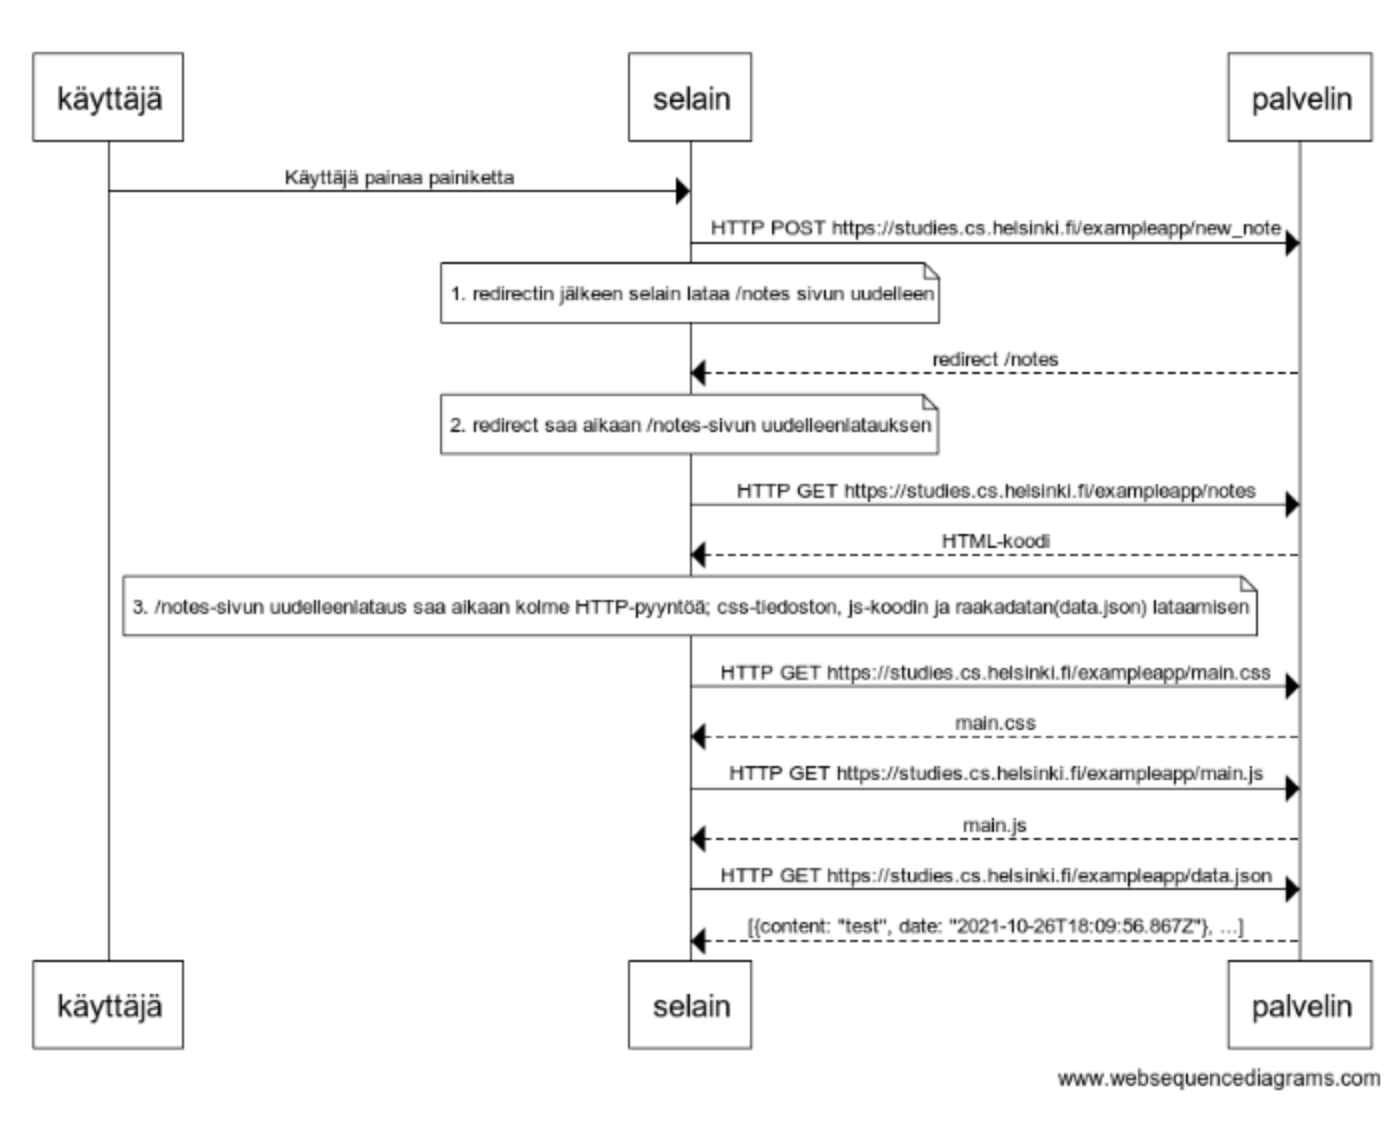 käyttäjä selain palvelin
Käyttäjä painaa painiketta
HTTP POST https://studies.cs.helsinki.fi/exampleapp/new_note
1. redirectin jälkeen selain lataa /notes sivun uudelleen
redirect /notes
2. redirect saa aikaan /notes-sivun uudelleenlatauksen
HTTP GET https://studies.cs.helsinki.fi/exampleapp/notes
HTML-koodi
3. /notes-sivun uudelleenlataus saa aikaan kolme HTTP-pyyntöä; css-tiedoston, js-koodin ja raakadatan(data.json) lataamisen
HTTP GET https://studies.cs.helsinki.fi/exampleapp/main.css
main.css
HTTP GET https://studies.cs.helsinki.fi/exampleapp/main.js
main.js
HTTP GET https://studies.cs.helsinki.fi/exampleapp/data.json
[{content: "test", date: "2021-10-26T18:09:56.867Z"}, ...]
käyttäjä selain palvelin
www.websequencediagrams.com